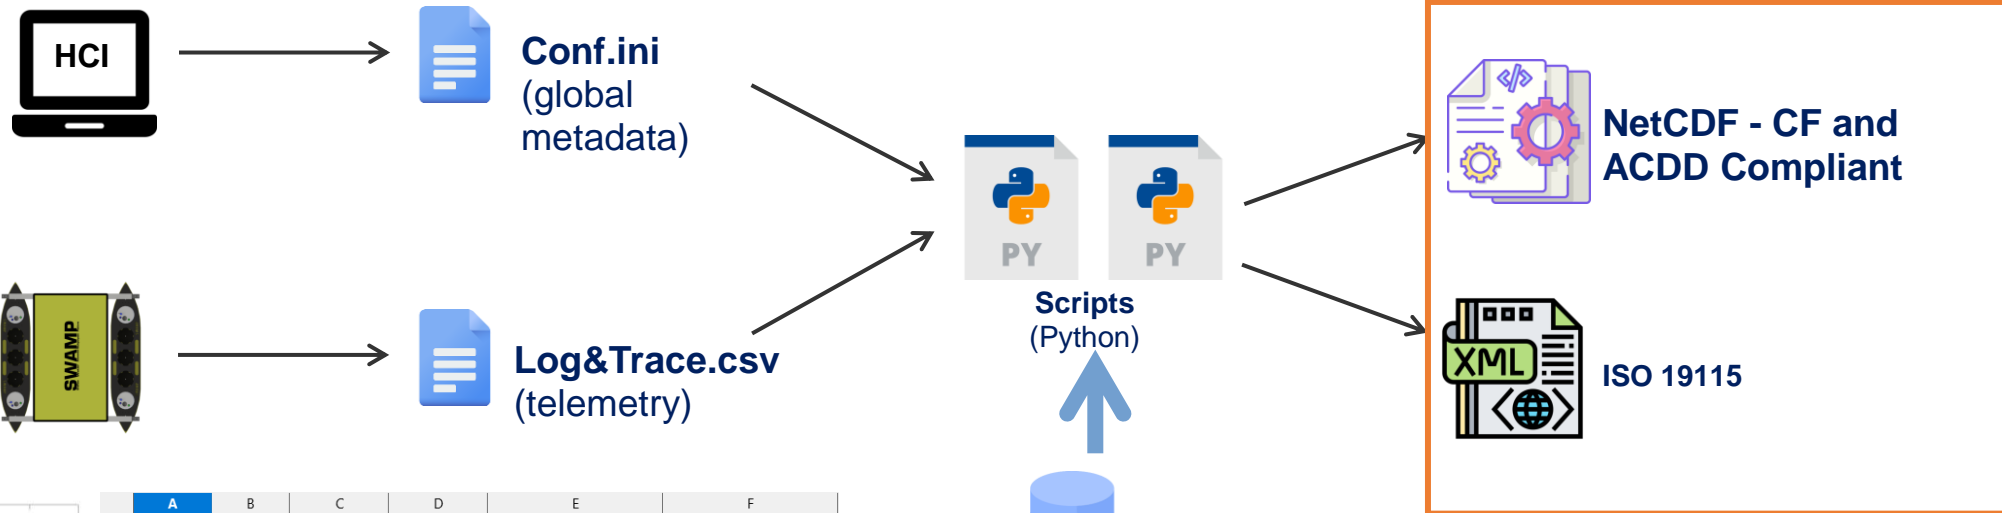 HCI
Conf.ini
(global
metadata)
SWAMP
Log&Trace.csv
(telemetry)
PY
PY
Scripts
(Python)
</>
NetCDF - CF and
ACDD Compliant
XML
ISO 19115
A B C D E F